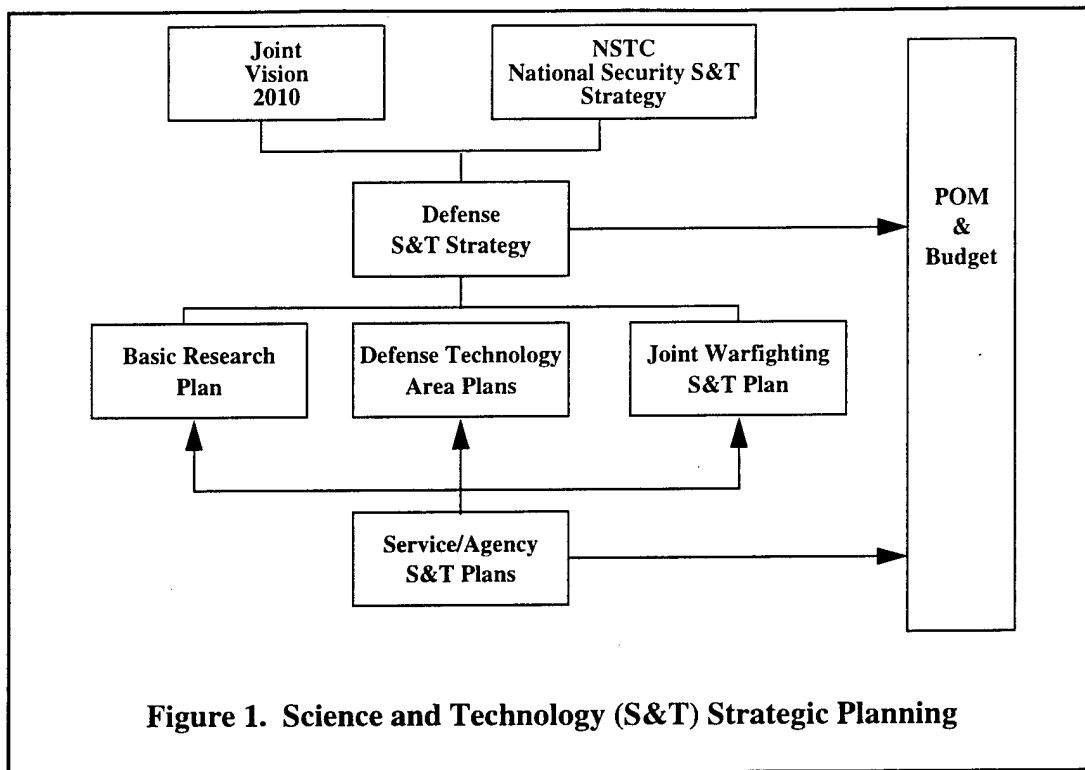 Joint
Vision
2010
NSTC
National Security S&T
Strategy
POM
&
Budget
Defense
S&T Strategy
Basic Research
Plan
Defense Technology
Area Plans
Joint Warfighting
S&T Plan
Service/Agency
S&T Plans
Figure 1. Science and Technology (S&T) Strategic Planning